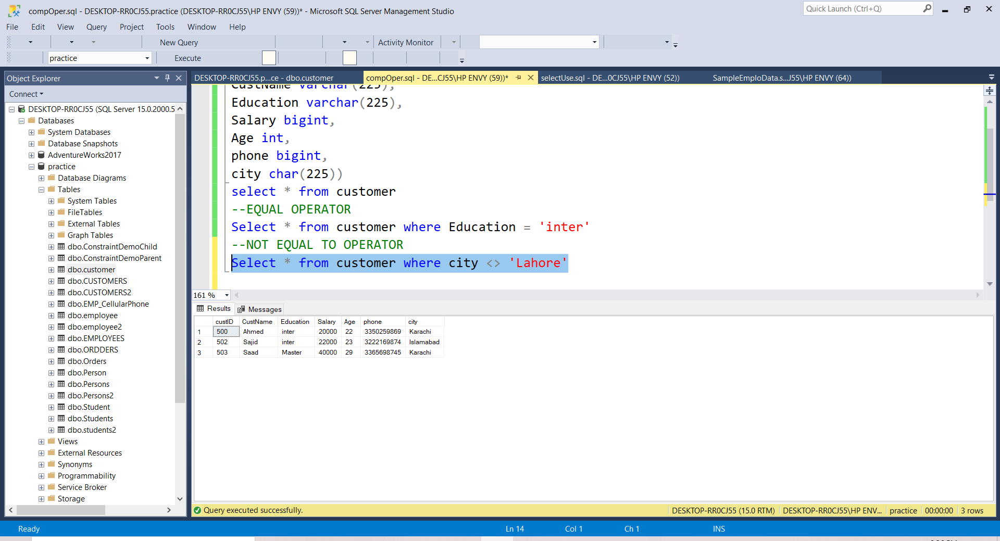 compOper.sql - DESKTOP-RR0CJ55.practice (DESKTOP-RR0CJ55\HP ENVY (59))* - Microsoft SQL Server Management Studio
Quick Launch (Ctrl+Q)
File Edit View Query Project Tools Window Help
New Query
Activity Monitor
practice
Execute
Object Explorer
Connect
DESKTOP-RR0CJ55 (SQL Server 15.0.2000.5
Databases
System Databases
Database Snapshots
AdventureWorks2017
practice
Database Diagrams
Tables
System Tables
FileTables
External Tables
Graph Tables
dbo.ConstraintDemoChild
dbo.ConstraintDemoParent
dbo.customer
dbo.CUSTOMERS
dbo.CUSTOMERS2
dbo.EMP_CellularPhone
dbo.employee
dbo.employee2
dbo.EMPLOYEES
dbo.ORDDERS
dbo.Orders
dbo.Person
dbo.Persons
dbo.Persons2
dbo.Student
dbo.Students
dbo.students2
Views
External Resources
Synonyms
Programmability
Service Broker
Storage
DESKTOP-RR0CJ55.p...ce - dbo.customer
compOper.sql - DE...CJ55\HP ENVY (59))*
selectUse.sql - DE...0CJ55\HP ENVY (52))
SampleEmploData.s...J55\HP ENVY (64))
CustName varchar(225),
Education varchar(225),
Salary bigint,
Age int,
phone bigint,
city char(225))
select * from customer
--EQUAL OPERATOR
Select * from customer where Education = 'inter'
--NOT EQUAL TO OPERATOR
Select * from customer where city <> 'Lahore'
161 %
Results Messages
custID CustName Education Salary Age phone city
1 500 Ahmed inter 20000 22 3350259869 Karachi
2 502 Sajid inter 22000 23 3222169874 Islamabad
3 503 Saad Master 40000 29 3365698745 Karachi
Query executed successfully.
DESKTOP-RR0CJ55 (15.0 RTM) DESKTOP-RR0CJ55\HP ENV... practice 00:00:00 3 rows
Ready
Ln 14 Col 1 Ch 1 INS